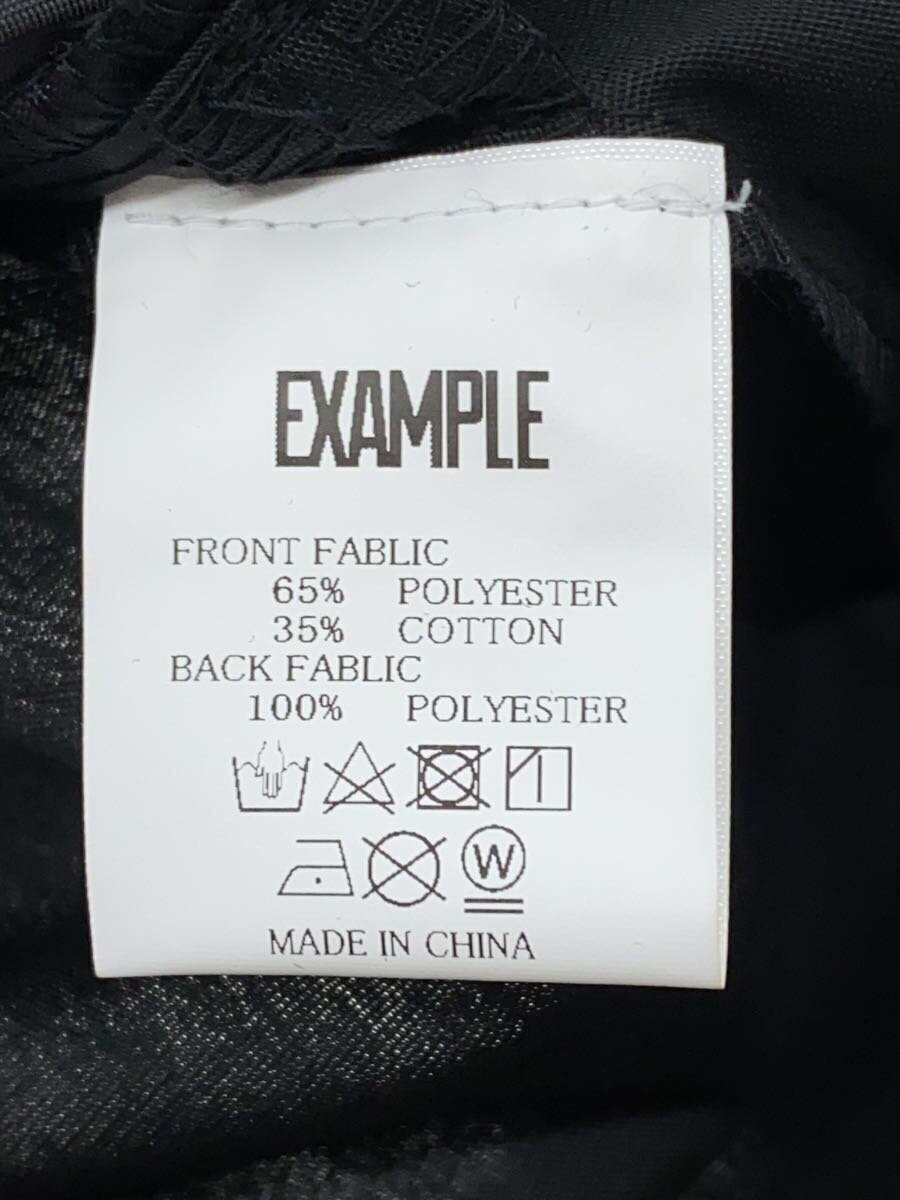 EXAMPLE
FRONT FABLIC
65% POLYESTER
35% COTTON
BACK FABLIC
100% POLYESTER
W
MADE IN CHINA